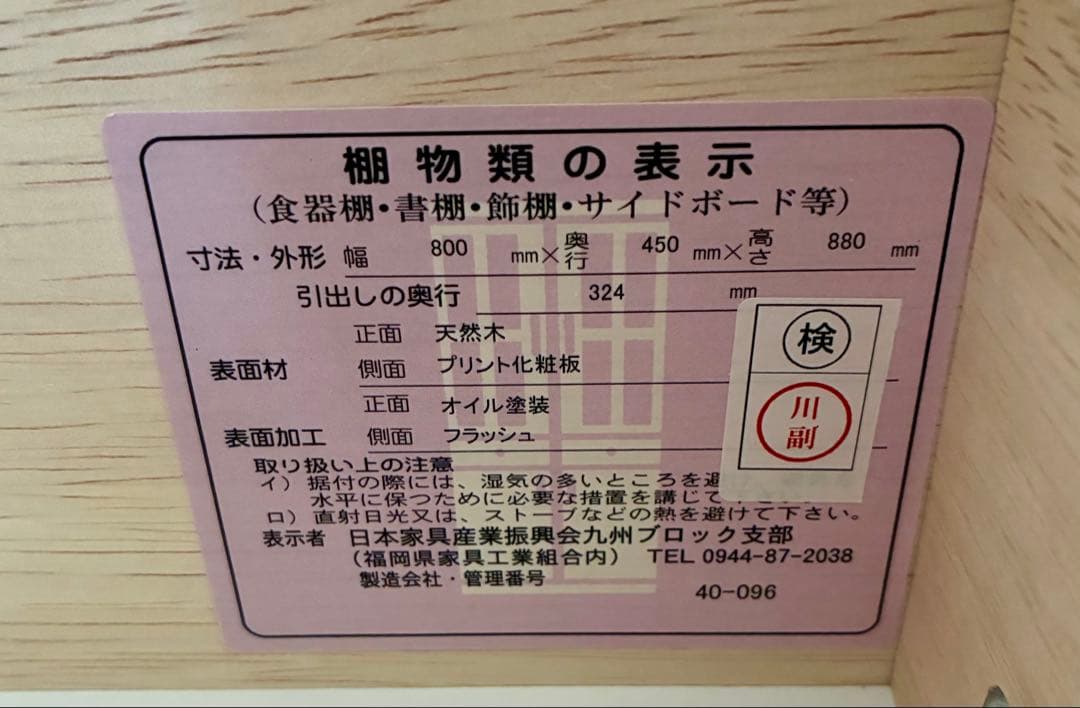 棚物類の表示
(食器棚・書棚・飾棚・サイドボード等)
寸法・外形 幅 800 mm×奥行 450 mm×高さ 880 mm
引出しの奥行 324 mm
表面材 正面 天然木
側面 プリント化粧板
表面加工 正面 オイル塗装
側面 フラッシュ
検
川副
取り扱い上の注意
イ) 据付の際には、湿気の多いところを避
水平に保つために必要な措置を講じて
ロ) 直射日光又は、ストーブなどの熱を避けて下さい。
表示者 日本家具産業振興会九州ブロック支部
(福岡県家具工業組合内) TEL 0944-87-2038
製造会社・管理番号
40-096